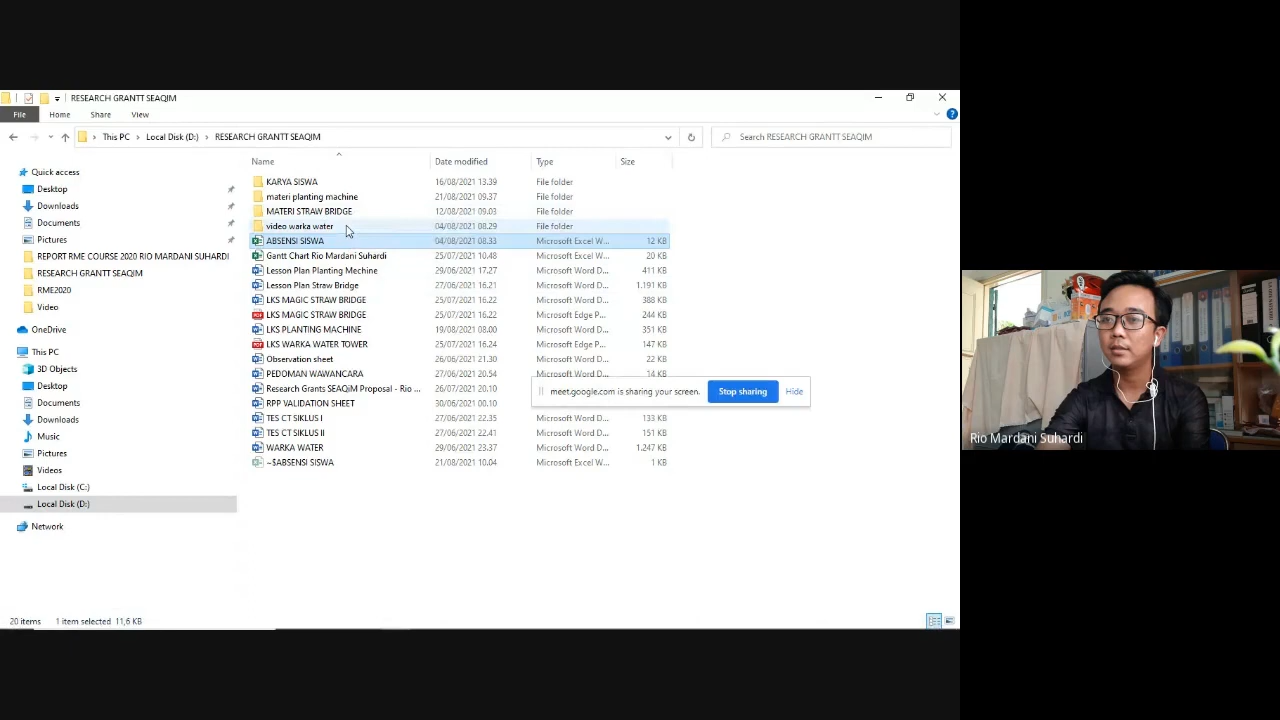 RESEARCH GRANTT SEAQIM
File Home Share View
This PC Local Disk (D:) RESEARCH GRANTT SEAQIM Search RESEARCH GRANTT SEAQIM
Name Date modified Type Size
Quick access
Desktop
Downloads
Documents
Pictures
REPORT RME COURSE 2020 RIO MARDANI SUHARDI
RESEARCH GRANTT SEAQIM
RME2020
Video
OneDrive
This PC
3D Objects
Desktop
Documents
Downloads
Music
Pictures
Videos
Local Disk (C:)
Local Disk (D:)
Network
KARYA SISWA 16/08/2021 13.39 File folder
materi planting machine 21/08/2021 09.37 File folder
MATERI STRAW BRIDGE 12/08/2021 09.03 File folder
video warka water 04/08/2021 08.29 File folder
ABSENSI SISWA 04/08/2021 08.33 Microsoft Excel W... 12 KB
Gantt Chart Rio Mardani Suhardi 25/07/2021 10.48 Microsoft Excel W... 20 KB
Lesson Plan Planting Mechine 29/06/2021 17.27 Microsoft Word D... 411 KB
Lesson Plan Straw Bridge 27/06/2021 16.21 Microsoft Word D... 1.191 KB
LKS MAGIC STRAW BRIDGE 25/07/2021 16.22 Microsoft Word D... 388 KB
LKS MAGIC STRAW BRIDGE 25/07/2021 16.22 Microsoft Edge P... 244 KB
LKS PLANTING MACHINE 19/08/2021 08.00 Microsoft Word D... 351 KB
LKS WARKA WATER TOWER 25/07/2021 16.24 Microsoft Edge P... 147 KB
Observation sheet 26/06/2021 21.30 Microsoft Word D... 22 KB
PEDOMAN WAWANCARA 27/06/2021 20.54 Microsoft Word D... 14 KB
Research Grants SEAQiM Proposal - Rio ... 26/07/2021 20.10
RPP VALIDATION SHEET 30/06/2021 00.10
TES CT SIKLUS I 27/06/2021 22.35 Microsoft Word D... 133 KB
TES CT SIKLUS II 27/06/2021 22.41 Microsoft Word D... 151 KB
WARKA WATER 29/06/2021 23.37 Microsoft Word D... 1.247 KB
~$ABSENSI SISWA 21/08/2021 10.04 Microsoft Excel W... 1 KB
meet.google.com is sharing your screen. Stop sharing Hide
20 items 1 item selected 11,6 KB
Rio Mardani Suhardi